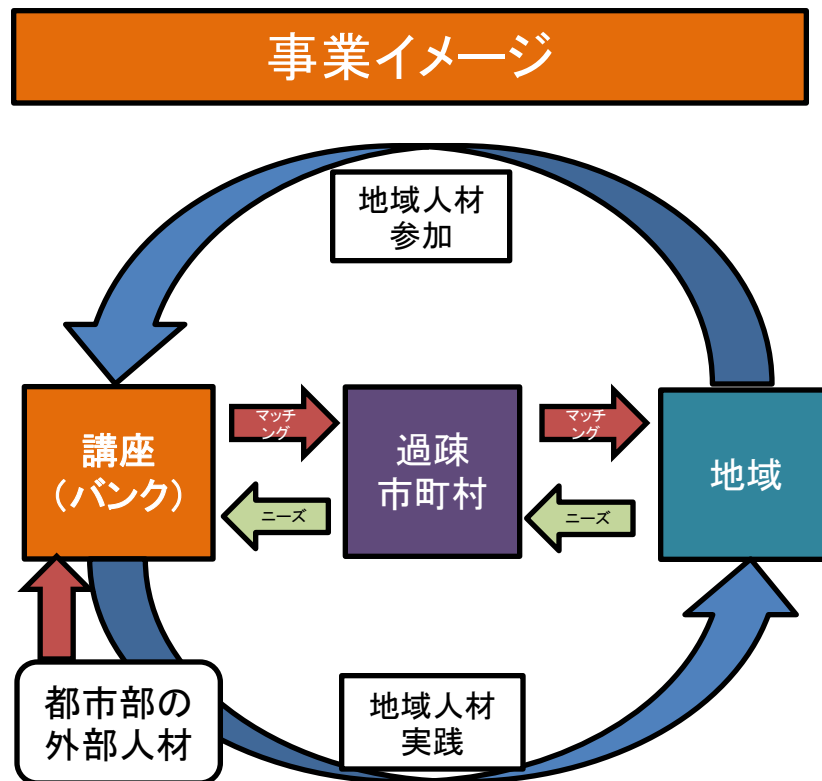 事業イメージ
地域人材
参加
講座
(バンク)
マッチ
ング
過疎
市町村
マッチ
ング
地域
ニーズ
ニーズ
都市部の
外部人材
地域人材
実践